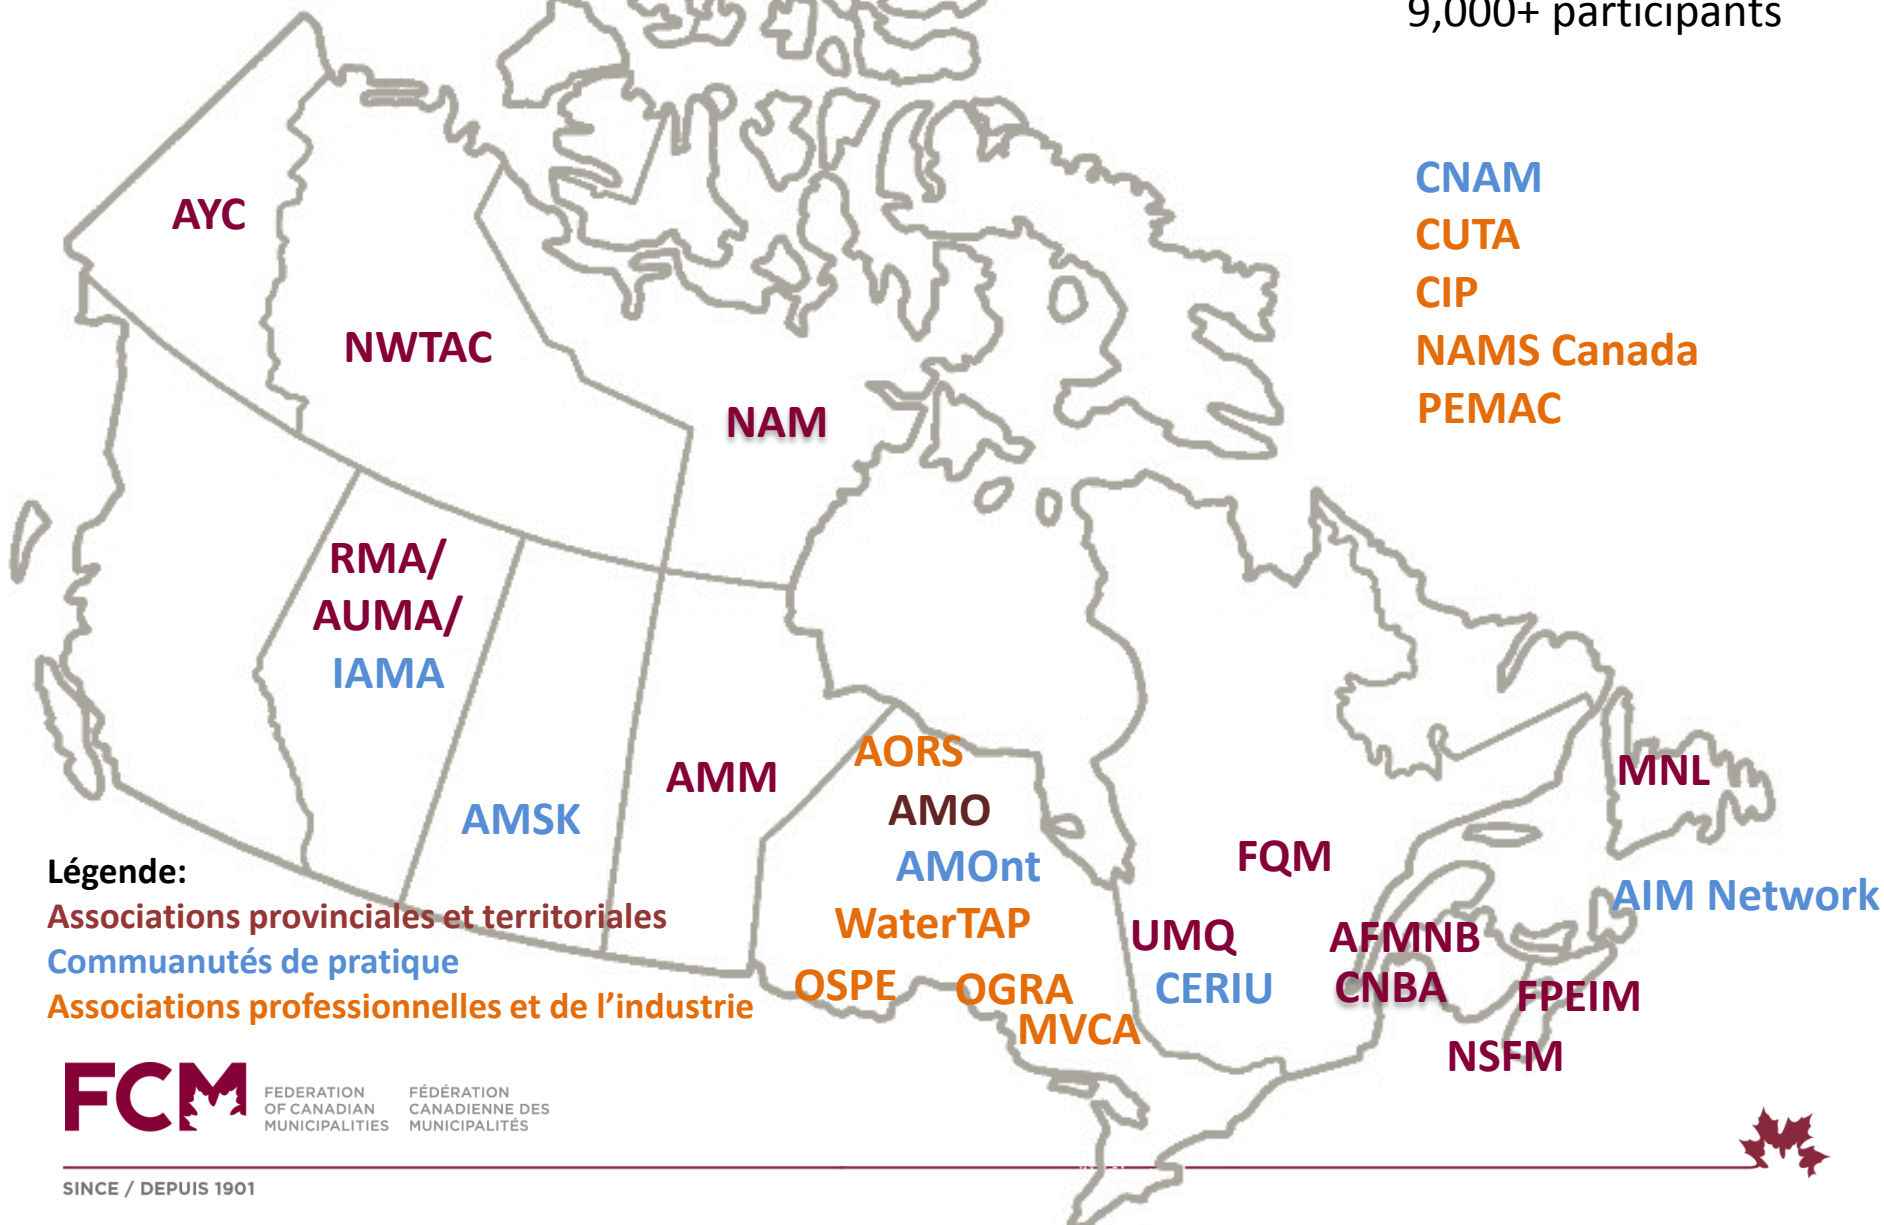 9,000+ participants
CNAM
CUTA
CIP
NAMS Canada
PEMAC
AYC
NWTAC
NAM
RMA/
AUMA/
IAMA
AMSK
AMM
AORS
AMO
AMOnt
WaterTAP
OSPE
OGRA
MVCA
FQM
UMQ
CERIU
AFMNB
CNBA
MNL
AIM Network
FPEIM
NSFM
Légende:
Associations provinciales et territoriales
Commuanutés de pratique
Associations professionnelles et de l’industrie
FCM
FEDERATION
OF CANADIAN
MUNICIPALITIES
FÉDÉRATION
CANADIENNE DES
MUNICIPALITÉS
SINCE / DEPUIS 1901